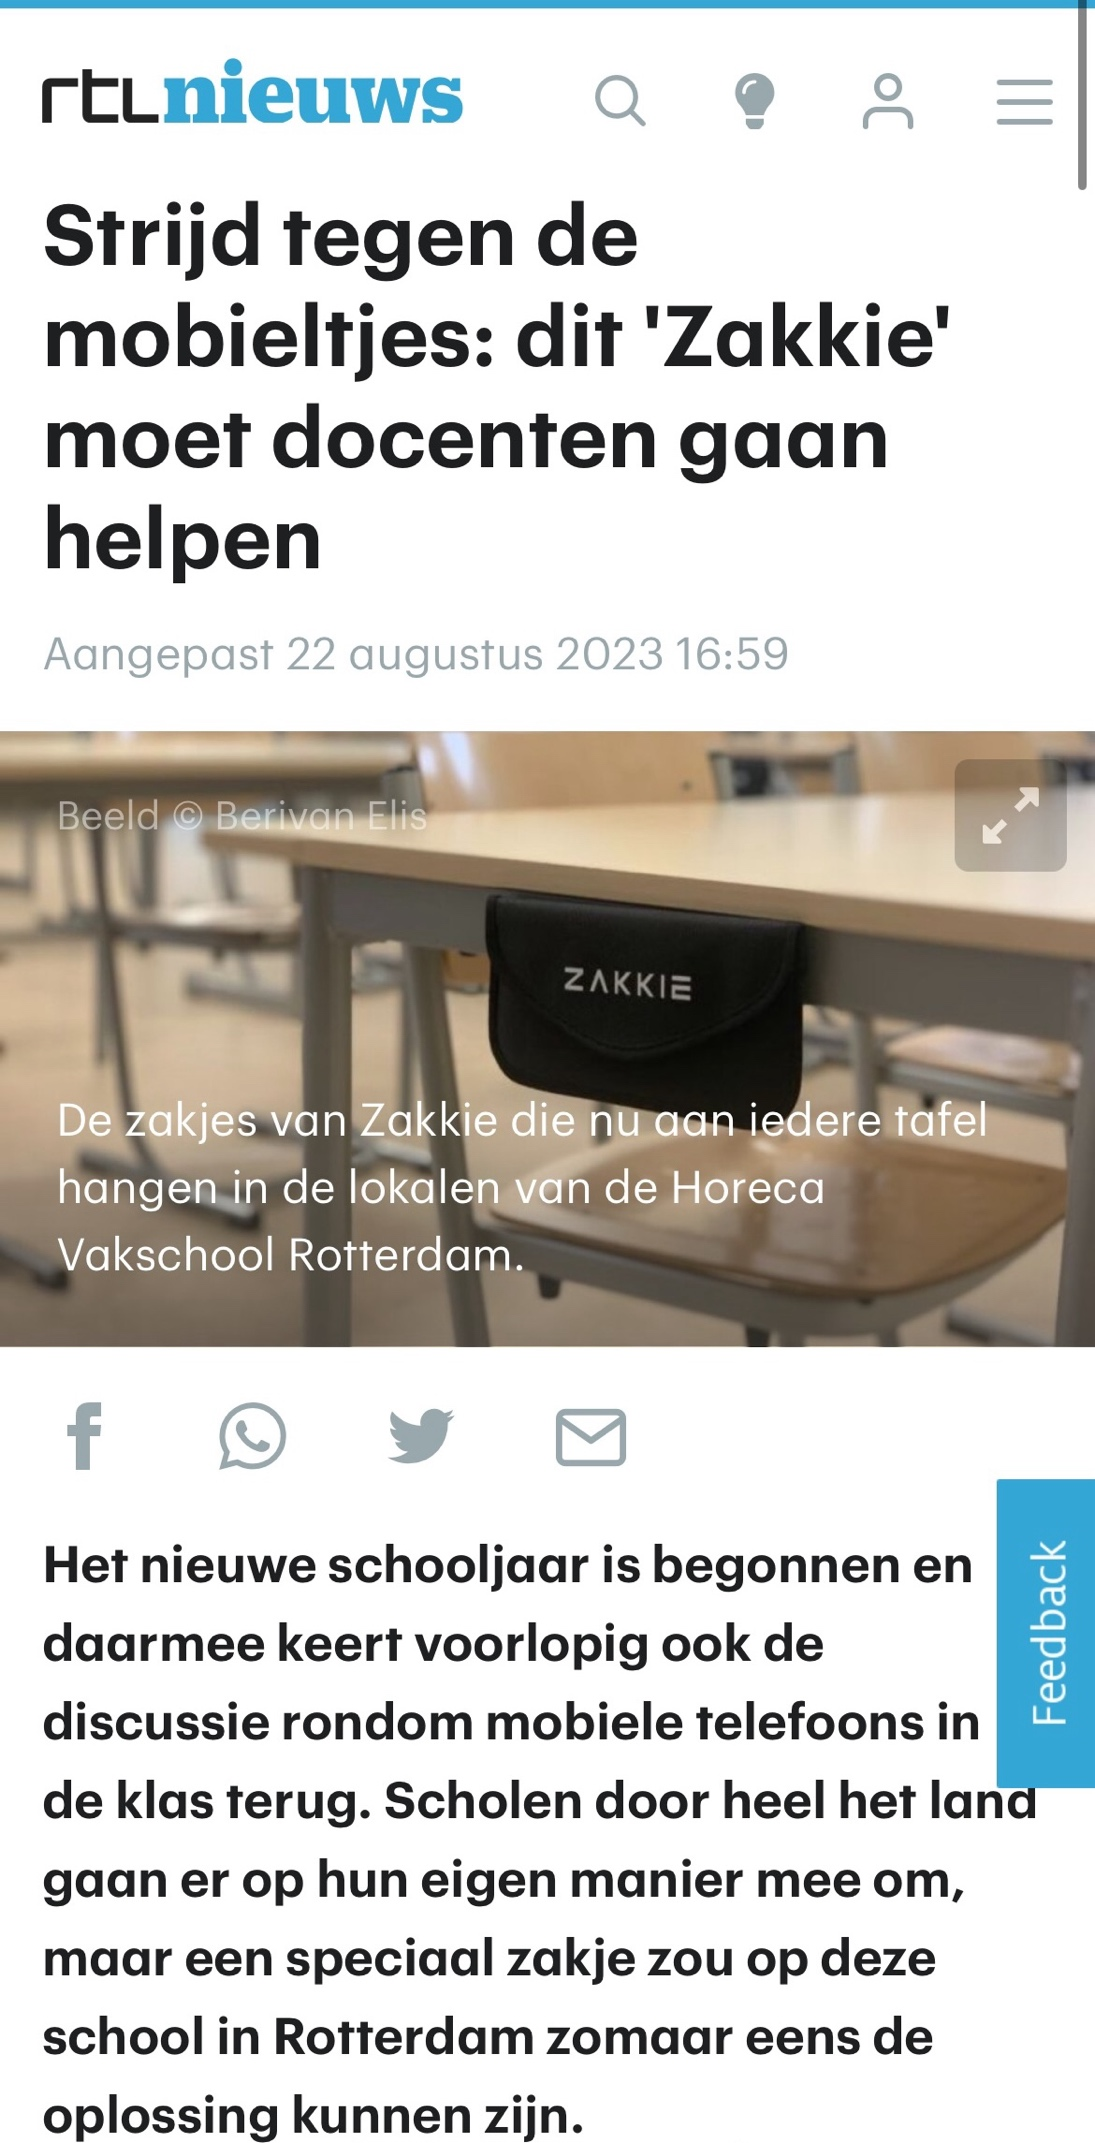 rtlnieuws
Strijd tegen de
mobieltjes: dit 'Zakkie'
moet docenten gaan
helpen
Aangepast 22 augustus 2023 16:59
Beeld © Berivan Elis
ZAKKIE
De zakjes van Zakkie die nu aan iedere tafel
hangen in de lokalen van de Horeca
Vakschool Rotterdam.
Feedback
Het nieuwe schooljaar is begonnen en
daarmee keert voorlopig ook de
discussie rondom mobiele telefoons in
de klas terug. Scholen door heel het land
gaan er op hun eigen manier mee om,
maar een speciaal zakje zou op deze
school in Rotterdam zomaar eens de
oplossing kunnen zijn.